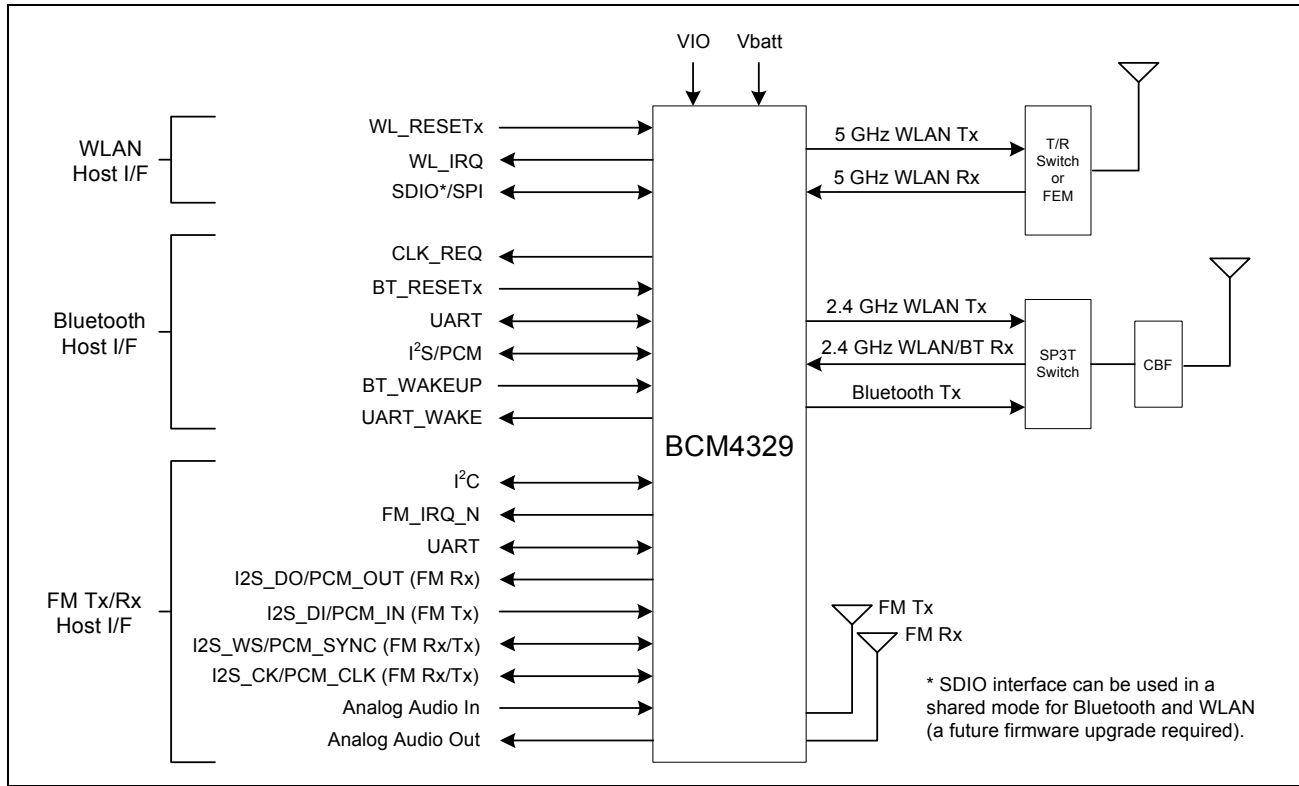 VIO
Vbatt
WLAN
Host I/F
WL_RESETx
WL_IRQ
SDIO*/SPI
Bluetooth
Host I/F
CLK_REQ
BT_RESETx
UART
I²S/PCM
BT_WAKEUP
UART_WAKE
FM Tx/Rx
Host I/F
I²C
FM_IRQ_N
UART
I2S_DO/PCM_OUT (FM Rx)
I2S_DI/PCM_IN (FM Tx)
I2S_WS/PCM_SYNC (FM Rx/Tx)
I2S_CK/PCM_CLK (FM Rx/Tx)
Analog Audio In
Analog Audio Out
BCM4329
5 GHz WLAN Tx
5 GHz WLAN Rx
T/R
Switch
or
FEM
2.4 GHz WLAN Tx
2.4 GHz WLAN/BT Rx
Bluetooth Tx
SP3T
Switch
CBF
FM Tx
FM Rx
* SDIO interface can be used in a
shared mode for Bluetooth and WLAN
(a future firmware upgrade required).